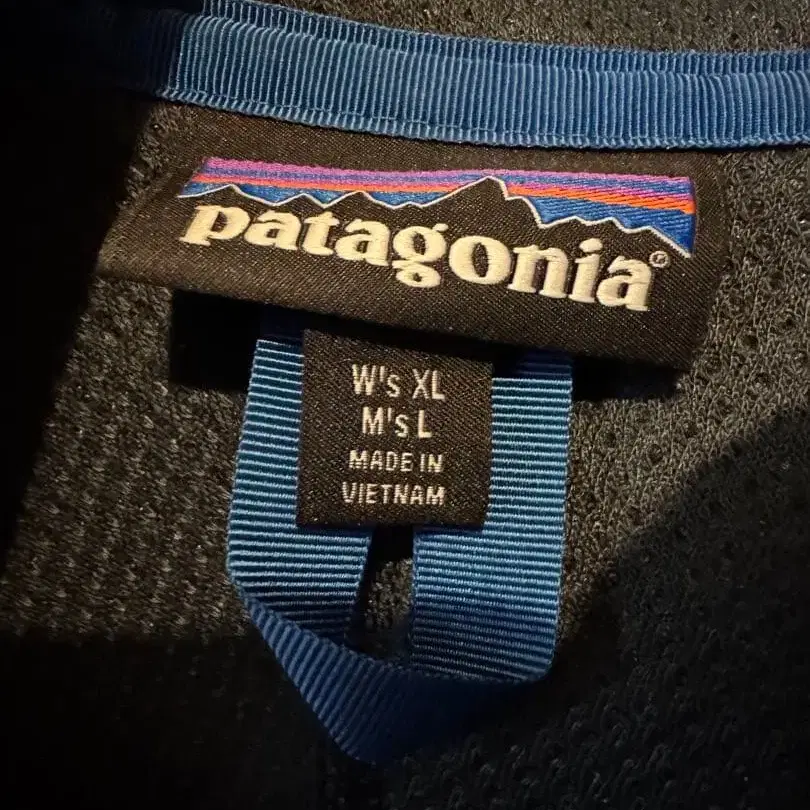 patagonia®
W's XL
M's L
MADE IN
VIETNAM